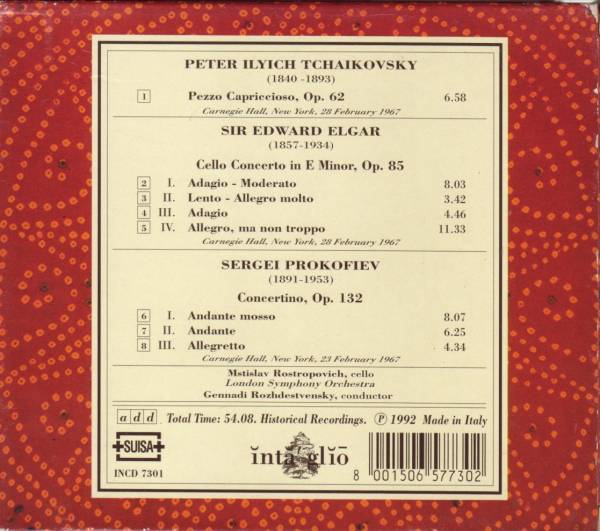 PETER ILYICH TCHAIKOVSKY
(1840 -1893)
1 Pezzo Capriccioso, Op. 62 6.58
Carnegie Hall, New York, 28 February 1967
SIR EDWARD ELGAR
(1857-1934)
Cello Concerto in E Minor, Op. 85
2 I. Adagio - Moderato 8.03
3 II. Lento - Allegro molto 3.42
4 III. Adagio 4.46
5 IV. Allegro, ma non troppo 11.33
Carnegie Hall, New York, 28 February 1967
SERGEI PROKOFIEV
(1891-1953)
Concertino, Op. 132
6 I. Andante mosso 8.07
7 II. Andante 6.25
8 III. Allegretto 4.34
Carnegie Hall, New York, 23 February 1967
Mstislav Rostropovich, cello
London Symphony Orchestra
Gennadi Rozhdestvensky, conductor
a d d Total Time: 54.08. Historical Recordings. ℗ 1992 Made in Italy
SUISA
INCD 7301
ĭntăglĭō
8 001506 577302